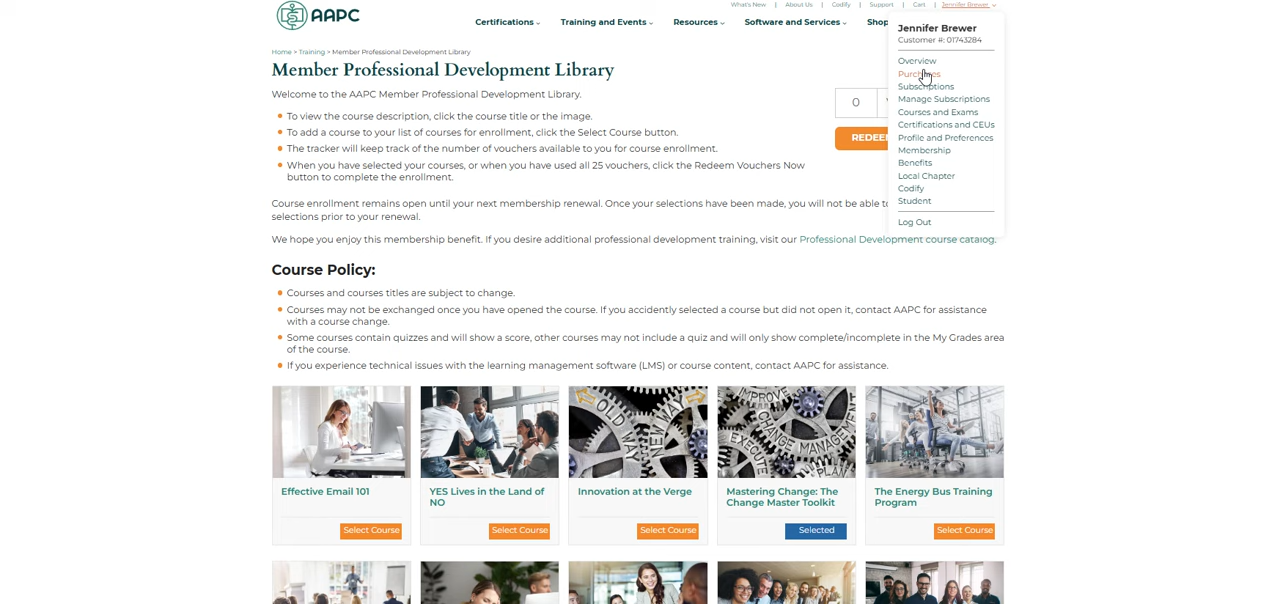 What's New | About Us | Codify | Support | Cart | Jennifer Brewer
AAPC
Certifications Training and Events Resources Software and Services Shop
Jennifer Brewer
Customer #: 01743284
Overview
Purchases
Subscriptions
Manage Subscriptions
Courses and Exams
Certifications and CEUs
Profile and Preferences
Membership
Benefits
Local Chapter
Codify
Student
Log Out
Home > Training > Member Professional Development Library
Member Professional Development Library
Welcome to the AAPC Member Professional Development Library.
0
• To view the course description, click the course title or the image.
• To add a course to your list of courses for enrollment, click the Select Course button.
REDEE
• The tracker will keep track of the number of vouchers available to you for course enrollment.
• When you have selected your courses, or when you have used all 25 vouchers, click the Redeem Vouchers Now
button to complete the enrollment.
Course enrollment remains open until your next membership renewal. Once your selections have been made, you will not be able to
selections prior to your renewal.
We hope you enjoy this membership benefit. If you desire additional professional development training, visit our Professional Development course catalog.
Course Policy:
• Courses and courses titles are subject to change.
• Courses may not be exchanged once you have opened the course. If you accidently selected a course but did not open it, contact AAPC for assistance
with a course change.
• Some courses contain quizzes and will show a score, other courses may not include a quiz and will only show complete/incomplete in the My Grades area
of the course.
• If you experience technical issues with the learning management software (LMS) or course content, contact AAPC for assistance.
OLD WAY
NEW WAY
IMPROVE
CHANGE MANAGEMENT
EXECUTE
PLAN
Effective Email 101
Select Course
YES Lives in the Land of
NO
Select Course
Innovation at the Verge
Select Course
Mastering Change: The
Change Master Toolkit
Selected
The Energy Bus Training
Program
Select Course